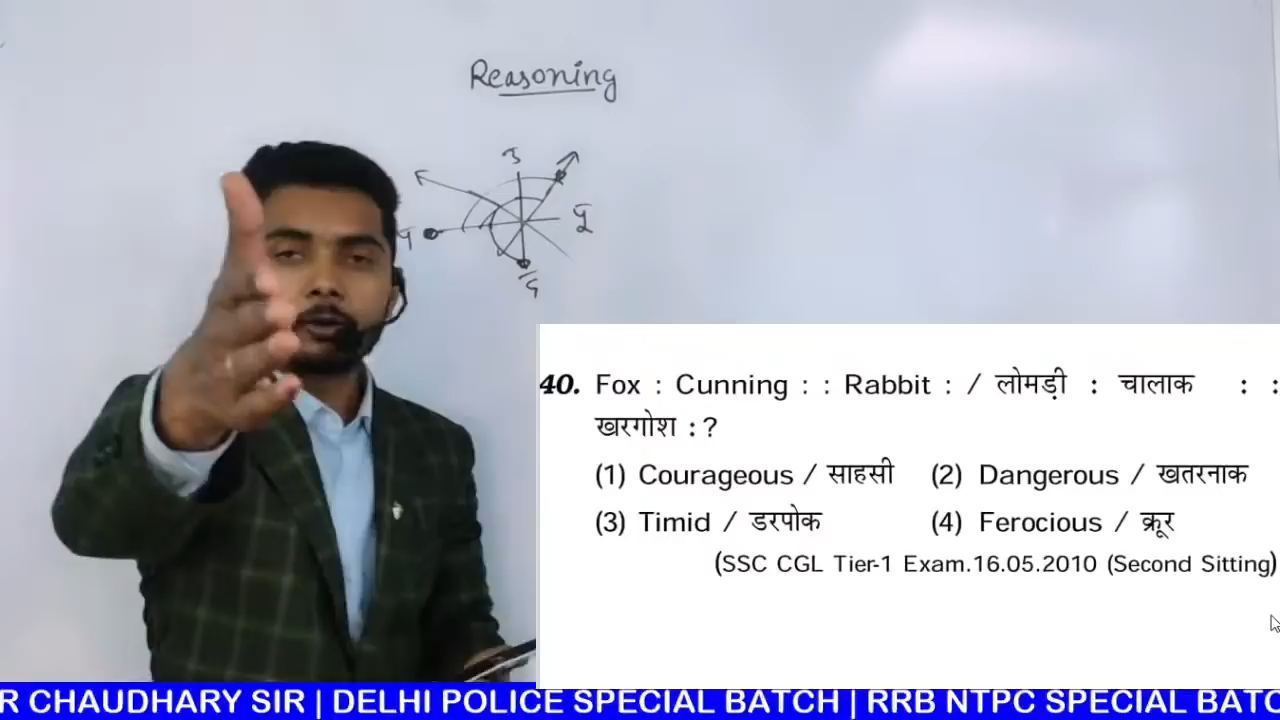 Reasoning
उ
पू
प
द
40. Fox : Cunning : : Rabbit : / लोमड़ी : चालाक : :
खरगोश : ?
(1) Courageous / साहसी (2) Dangerous / खतरनाक
(3) Timid / डरपोक (4) Ferocious / क्रूर
(SSC CGL Tier-1 Exam.16.05.2010 (Second Sitting)
R CHAUDHARY SIR | DELHI POLICE SPECIAL BATCH | RRB NTPC SPECIAL BATC